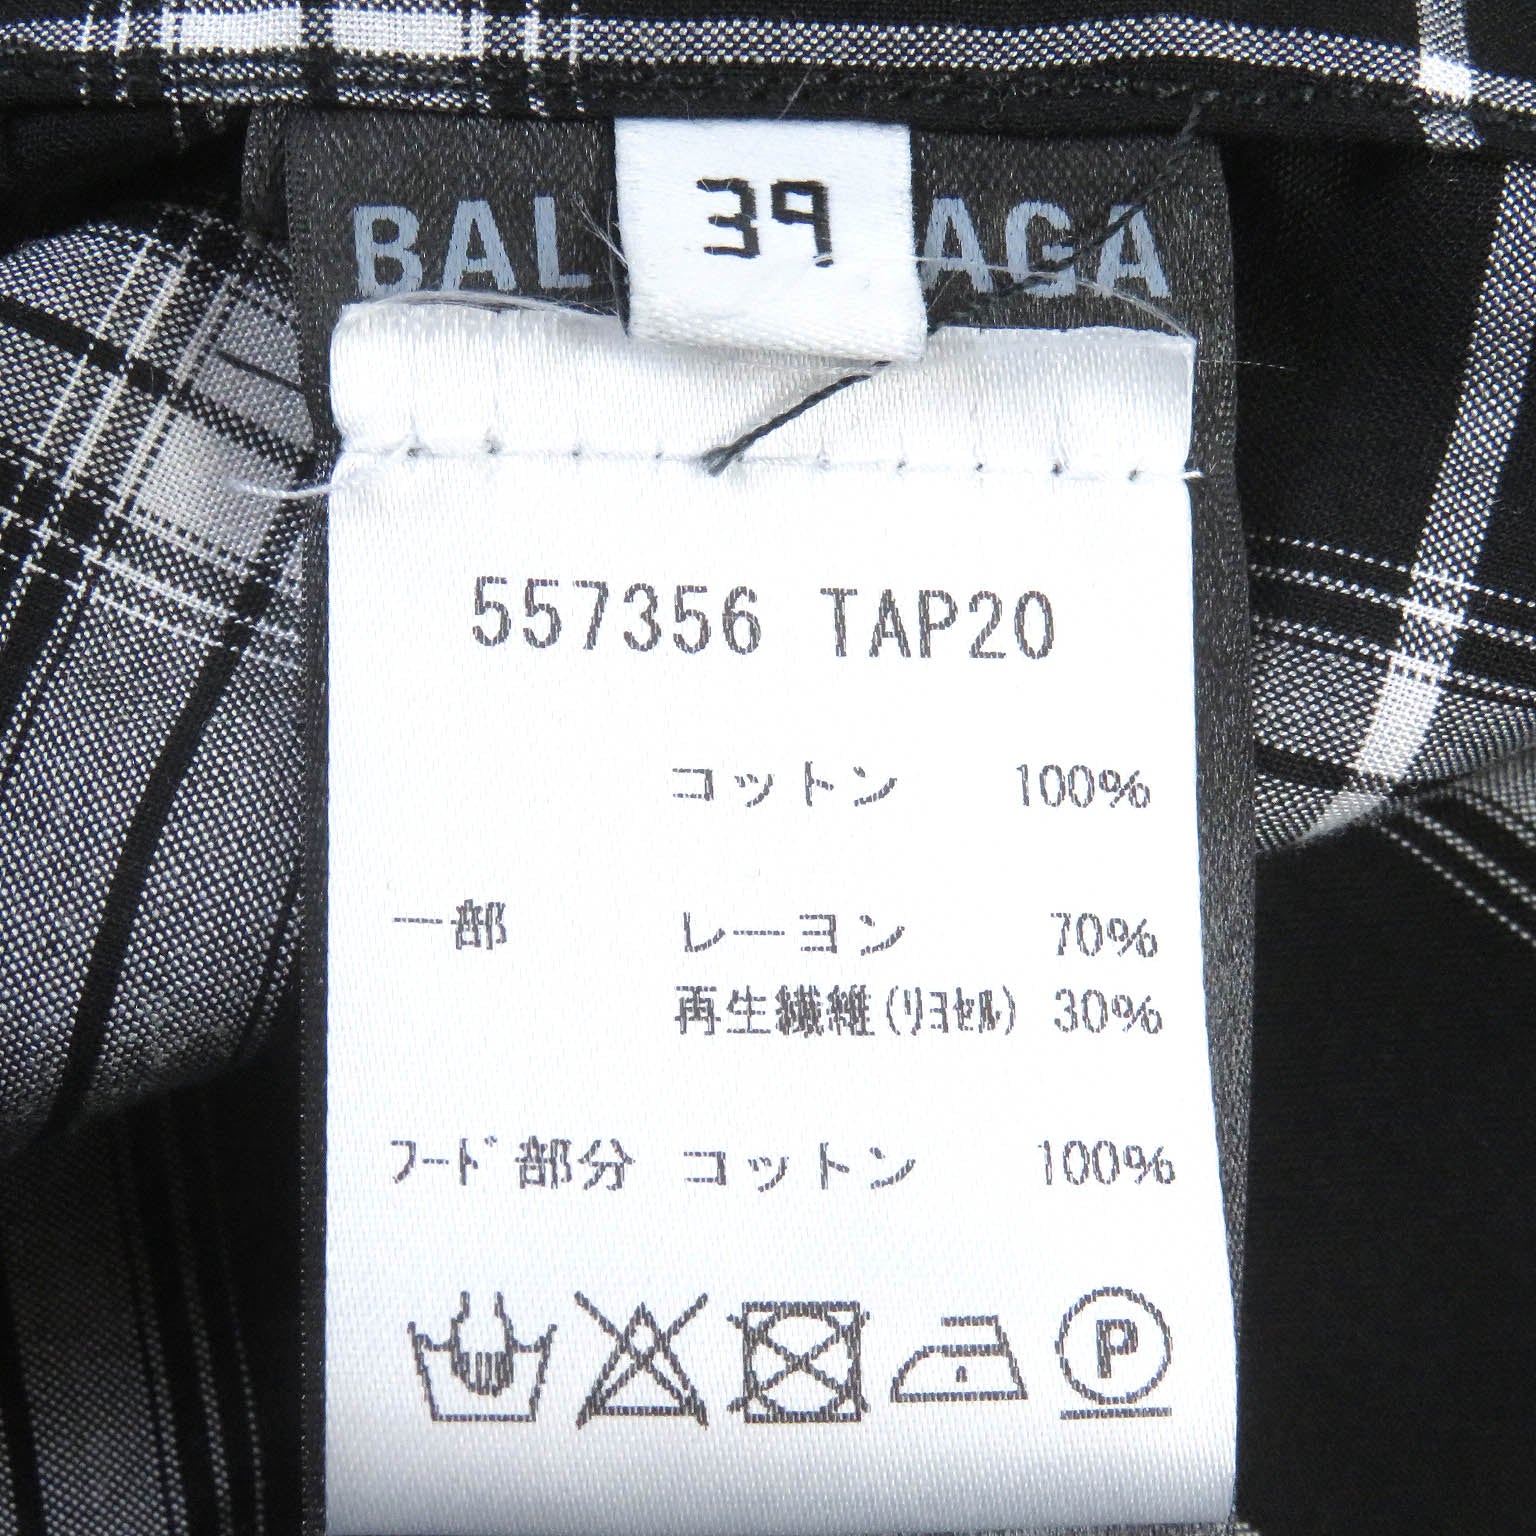 39
BAL AGA
557356 TAP20
コットン 100%
一部 レーヨン 70%
再生繊維(ﾘﾖｾﾙ) 30%
ﾌｰﾄﾞ部分 コットン 100%
P